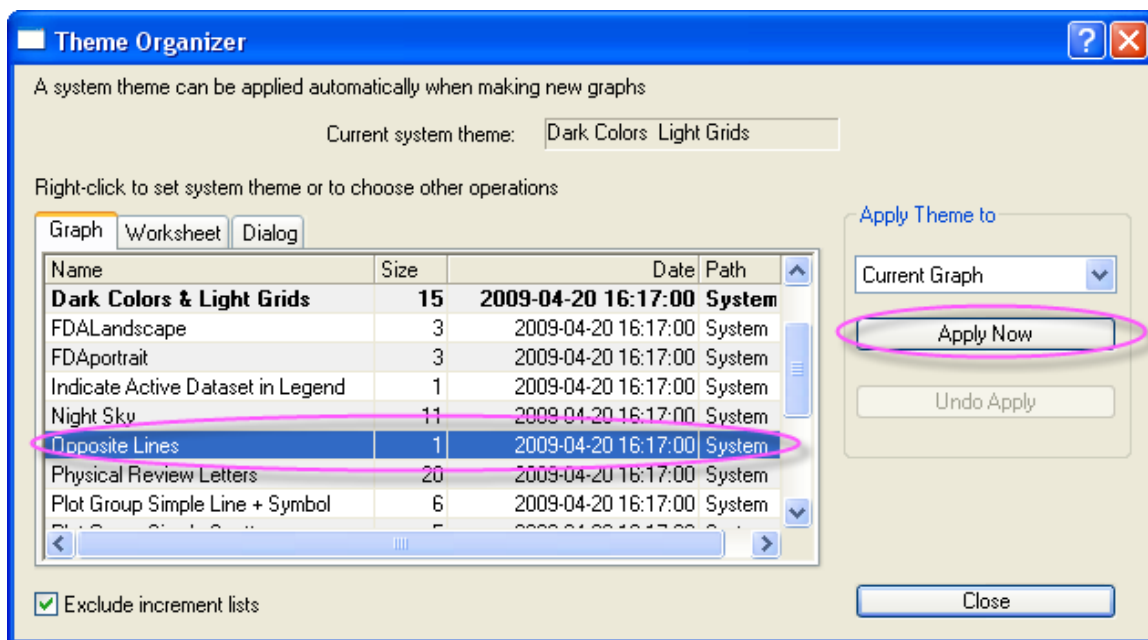 Theme Organizer
A system theme can be applied automatically when making new graphs
Current system theme: Dark Colors Light Grids
Right-click to set system theme or to choose other operations
Graph Worksheet Dialog
Name Size Date Path
Dark Colors & Light Grids 15 2009-04-20 16:17:00 System
FDALandscape 3 2009-04-20 16:17:00 System
FDAportrait 3 2009-04-20 16:17:00 System
Indicate Active Dataset in Legend 1 2009-04-20 16:17:00 System
Night Sky 11 2009-04-20 16:17:00 System
Opposite Lines 1 2009-04-20 16:17:00 System
Physical Review Letters 20 2009-04-20 16:17:00 System
Plot Group Simple Line + Symbol 6 2009-04-20 16:17:00 System
Exclude increment lists
Apply Theme to
Current Graph
Apply Now
Undo Apply
Close